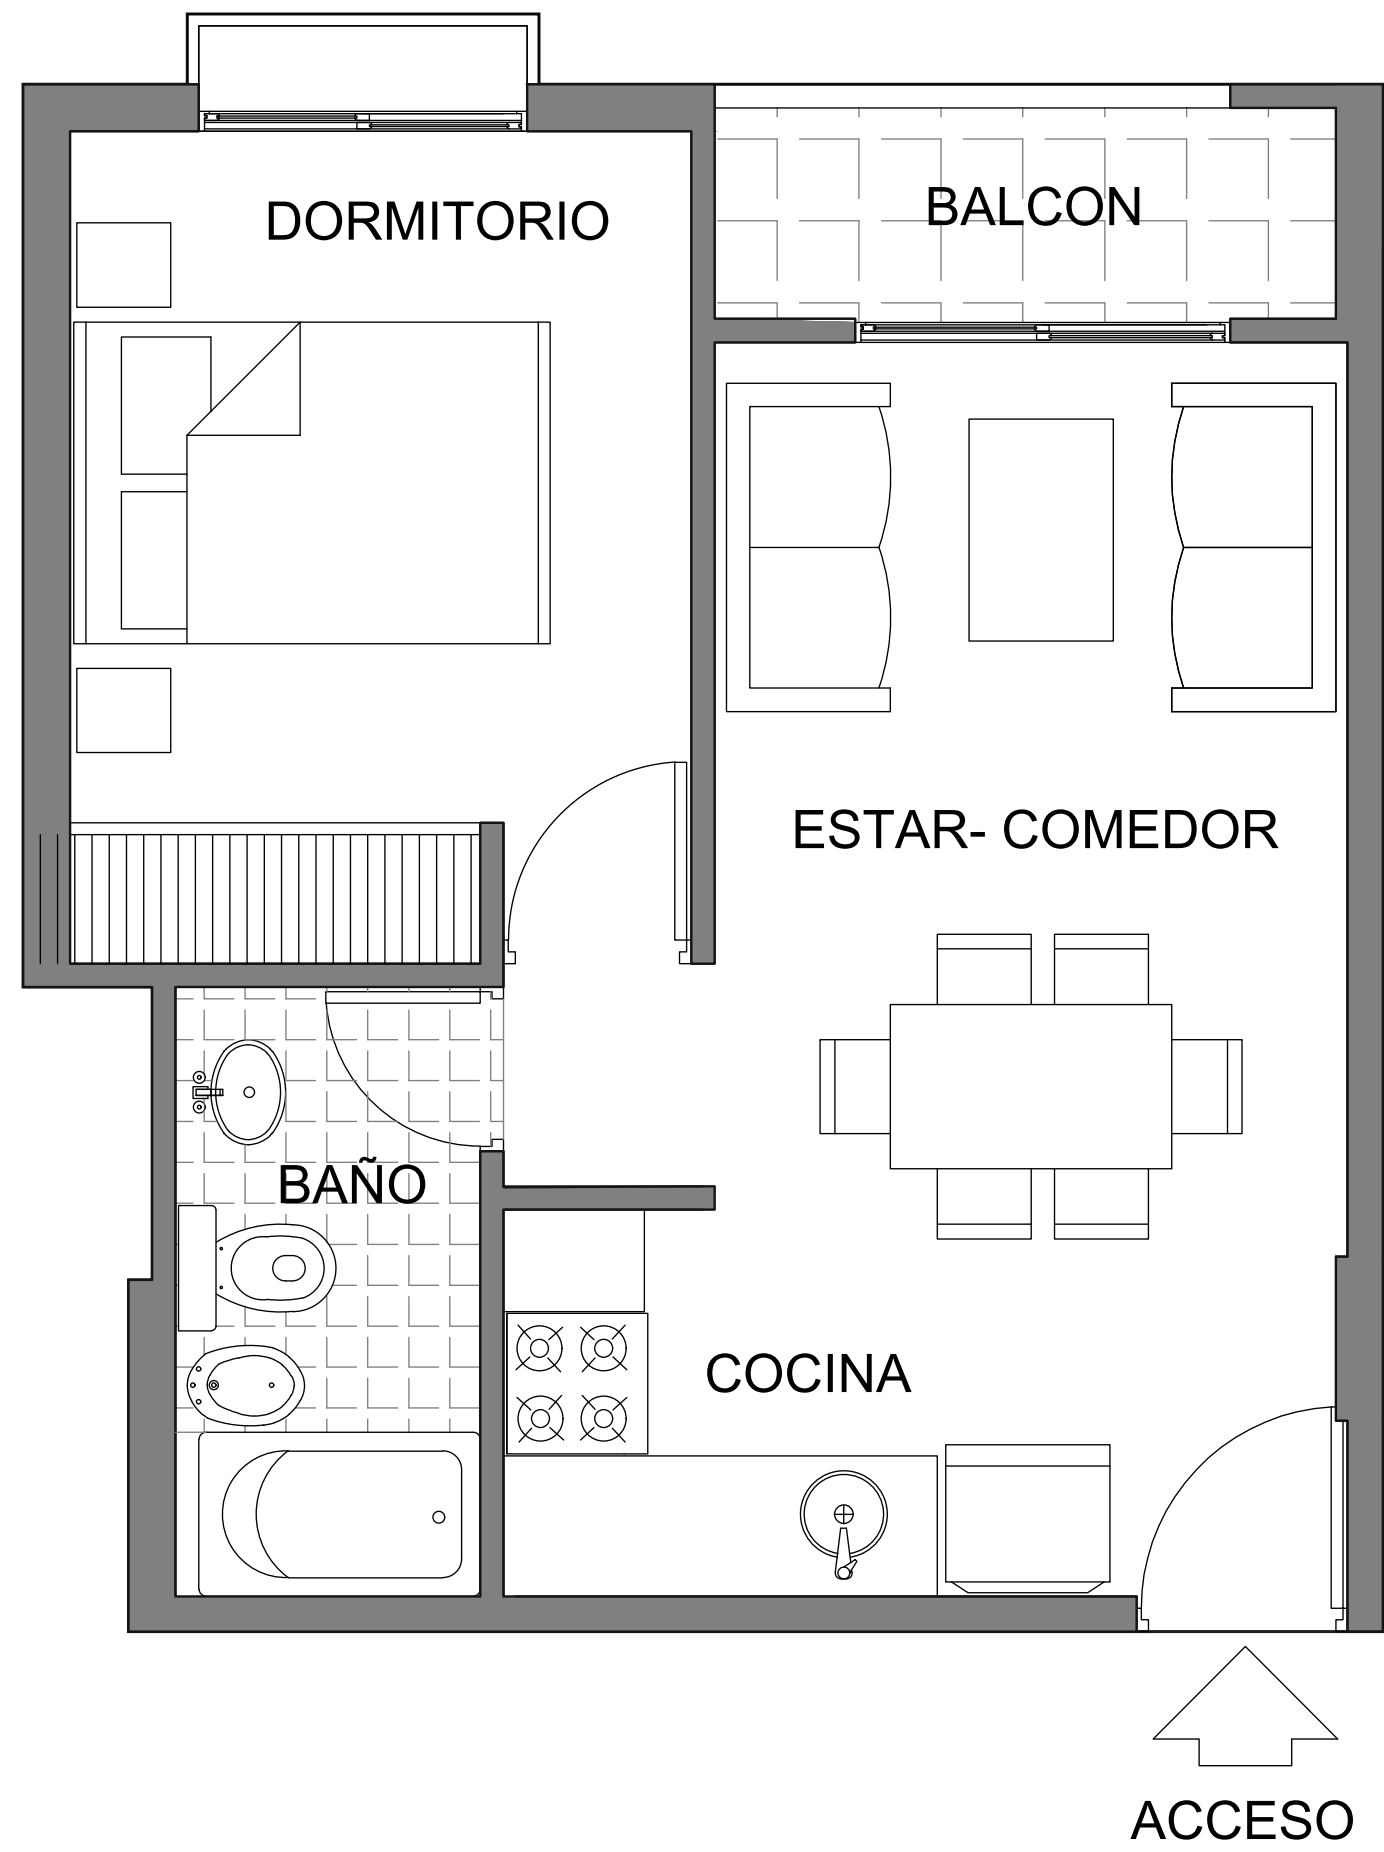 DORMITORIO
BALCON
ESTAR- COMEDOR
BAÑO
COCINA
ACCESO